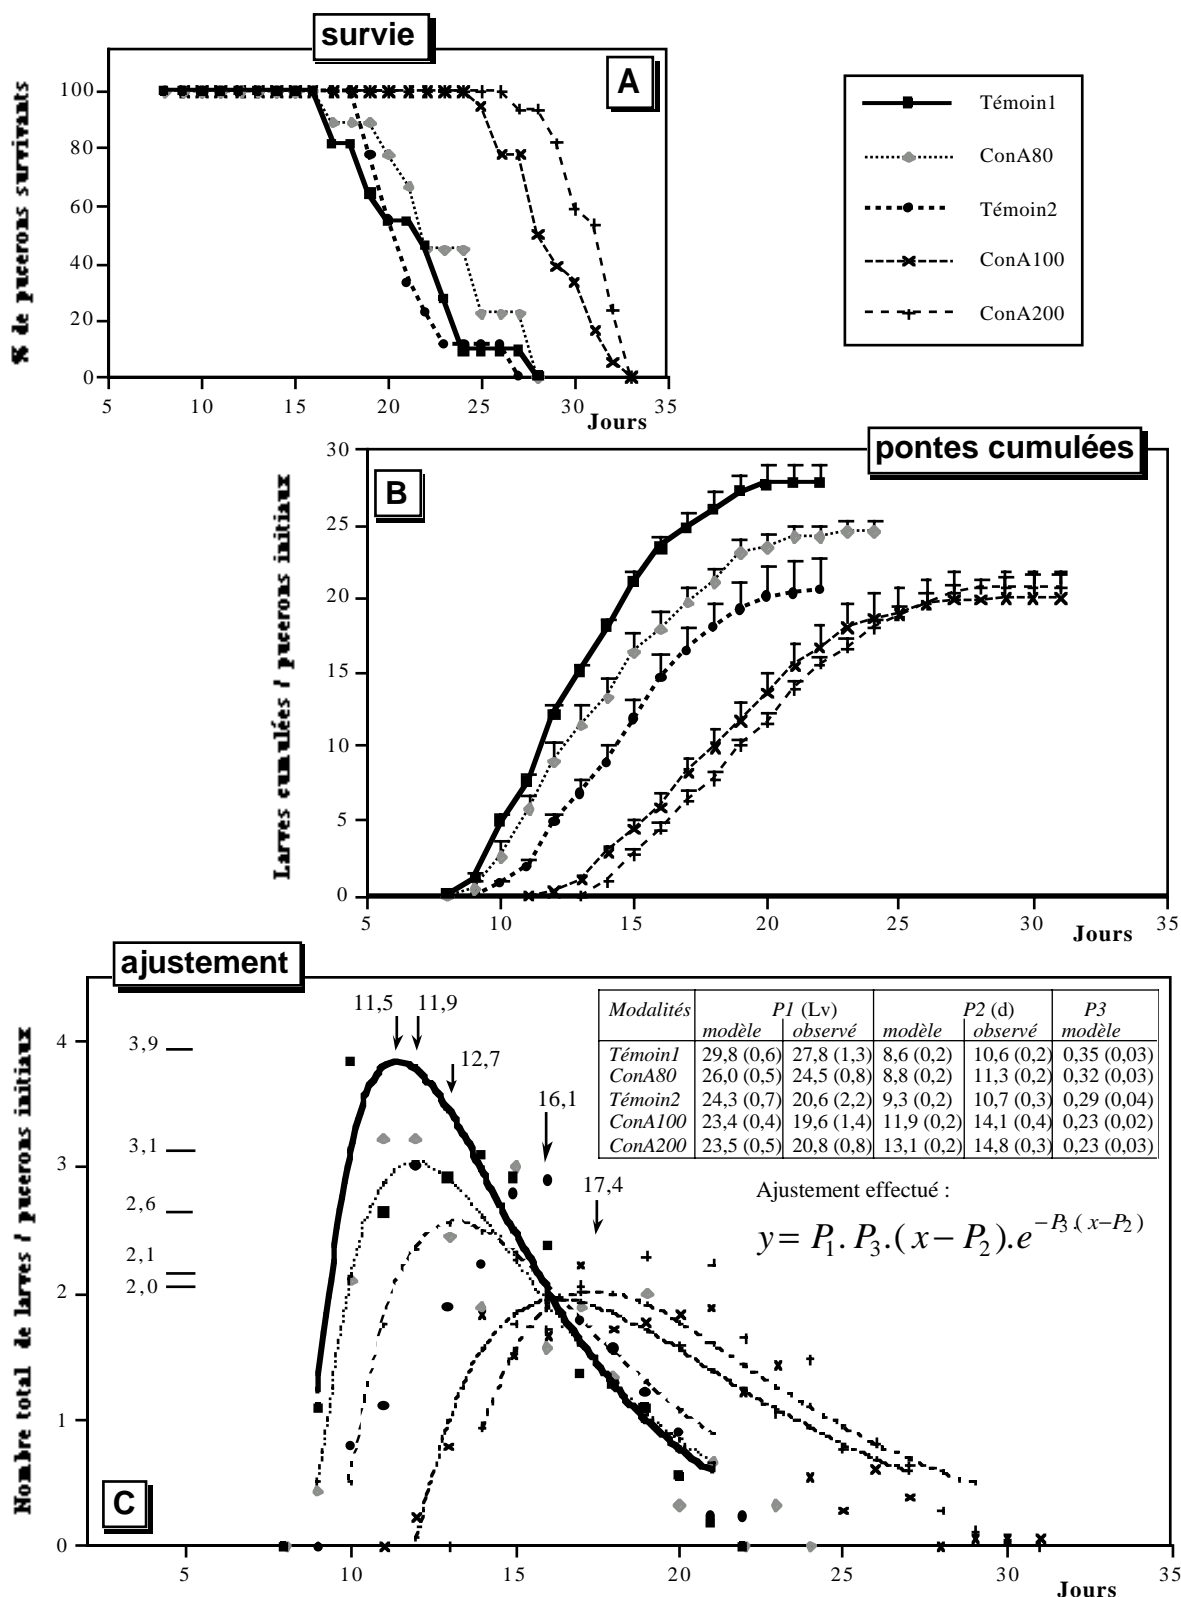 survie
A
% de pucerons survivants
100
80
60
40
20
0
5 10 15 20 25 30 35
Jours
Témoin1
ConA80
Témoin2
ConA100
ConA200
pontes cumulées
B
Larves cumulées / pucerons initiaux
30
25
20
15
10
5
0
5 10 15 20 25 30 35
Jours
ajustement
C
Nombre total de larves / pucerons initiaux
4
3
2
1
0
3,9
3,1
2,6
2,1
2,0
11,5 11,9
12,7
16,1
17,4
Modalités P1 (Lv) P2 (d) P3
modèle observé modèle observé modèle
Témoin1 29,8 (0,6) 27,8 (1,3) 8,6 (0,2) 10,6 (0,2) 0,35 (0,03)
ConA80 26,0 (0,5) 24,5 (0,8) 8,8 (0,2) 11,3 (0,2) 0,32 (0,03)
Témoin2 24,3 (0,7) 20,6 (2,2) 9,3 (0,2) 10,7 (0,3) 0,29 (0,04)
ConA100 23,4 (0,4) 19,6 (1,4) 11,9 (0,2) 14,1 (0,4) 0,23 (0,02)
ConA200 23,5 (0,5) 20,8 (0,8) 13,1 (0,2) 14,8 (0,3) 0,23 (0,03)
Ajustement effectué :
y = P₁. P₃.(x − P₂).e^−P₃.(x−P₂)
5 10 15 20 25 30 35
Jours